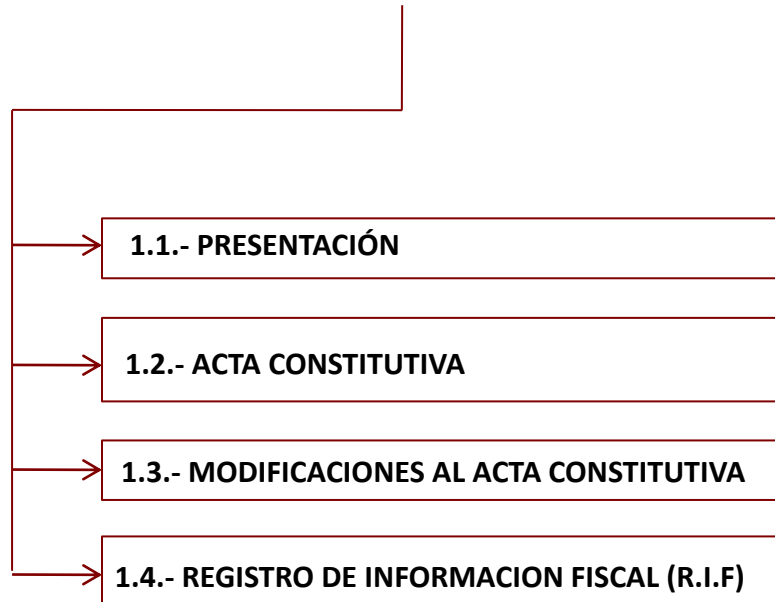 1.1.- PRESENTACIÓN
1.2.- ACTA CONSTITUTIVA
1.3.- MODIFICACIONES AL ACTA CONSTITUTIVA
1.4.- REGISTRO DE INFORMACION FISCAL (R.I.F)